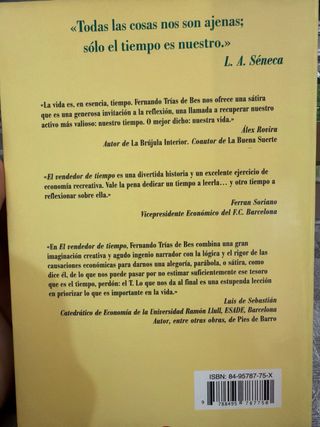 «Todas las cosas nos son ajenas;
sólo el tiempo es nuestro.»
L. A. Séneca
«La vida es, en esencia, tiempo. Fernando Trías de Bes nos ofrece una sátira
que es una generosa invitación a la reflexión, una llamada a recuperar nuestro
activo más valioso: nuestro tiempo. O mejor dicho: nuestra vida.»
Álex Rovira
Autor de La Brújula Interior. Coautor de La Buena Suerte
«El vendedor de tiempo es una divertida historia y un excelente ejercicio de
economía recreativa. Vale la pena dedicar un tiempo a leerla... y otro tiempo a
reflexionar sobre ella.»
Ferran Soriano
Vicepresidente Económico del F.C. Barcelona
«En El vendedor de tiempo, Fernando Trías de Bes combina una gran
imaginación creativa y agudo ingenio narrador con la lógica y el rigor de las
causaciones económicas para darnos una alegría, parábola, o sátira, como
dice él, de lo que nos puede pasar por no estimar suficientemente ese tesoro
que es el tiempo, perdón: el T. Lo que nos da al final es una estupenda lección
en priorizar lo que es importante en la vida.»
Luis de Sebastián
Catedrático de Economía de la Universidad Ramón Llull, ESADE, Barcelona
Autor, entre otras obras, de Pies de Barro
ISBN: 84-95787-75-X
9 788495 787756